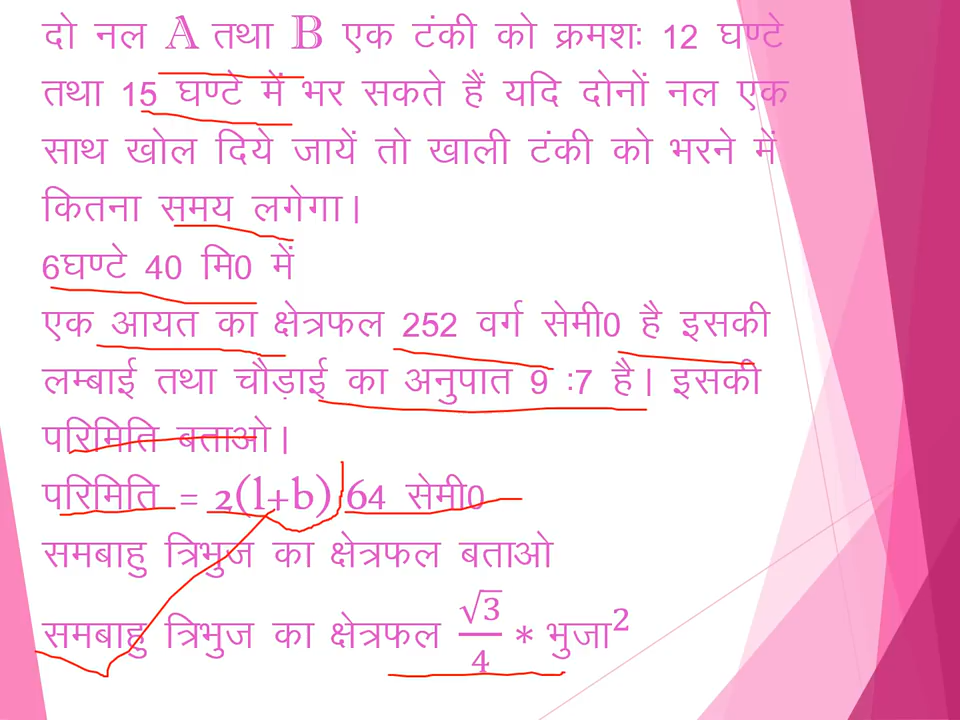 दो नल A तथा B एक टंकी को क्रमशः 12 घण्टे
तथा 15 घण्टे में भर सकते हैं यदि दोनों नल एक
साथ खोल दिये जायें तो खाली टंकी को भरने में
कितना समय लगेगा।
6घण्टे 40 मि0 में
एक आयत का क्षेत्रफल 252 वर्ग सेमी0 है इसकी
लम्बाई तथा चौड़ाई का अनुपात 9 :7 है। इसकी
परिमिति बताओ।
परिमिति = 2(l+b) 64 सेमी0
समबाहु त्रिभुज का क्षेत्रफल बताओ
समबाहु त्रिभुज का क्षेत्रफल √3/4 * भुजा²